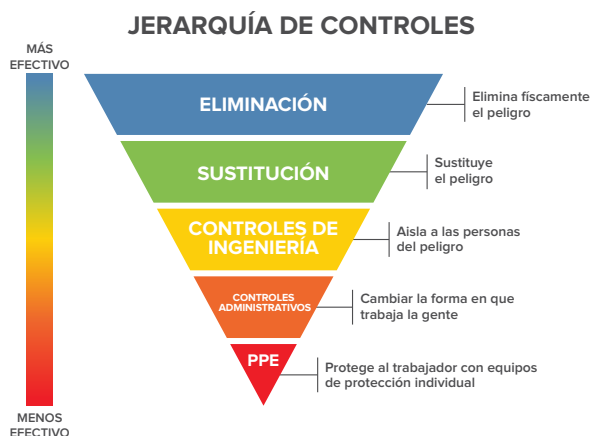 JERARQUÍA DE CONTROLES
MÁS
EFECTIVO
ELIMINACIÓN
Elimina físcamente
el peligro
SUSTITUCIÓN
Sustituye
el peligro
CONTROLES DE
INGENIERÍA
Aisla a las personas
del peligro
CONTROLES
ADMINISTRATIVOS
Cambiar la forma en que
trabaja la gente
PPE
Protege al trabajador con equipos
de protección individual
MENOS
EFECTIVO